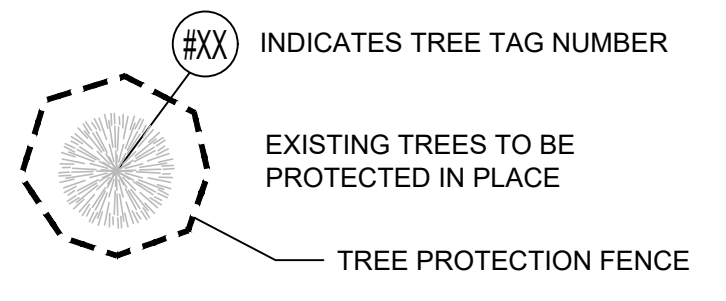 #XX INDICATES TREE TAG NUMBER
EXISTING TREES TO BE
PROTECTED IN PLACE
TREE PROTECTION FENCE